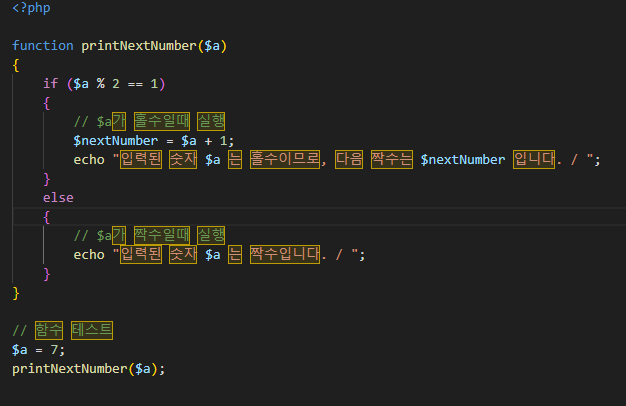 <?php
function printNextNumber($a)
{
if ($a % 2 == 1)
{
// $a가 홀수일때 실행
$nextNumber = $a + 1;
echo "입력된 숫자 $a 는 홀수이므로, 다음 짝수는 $nextNumber 입니다. / ";
}
else
{
// $a가 짝수일때 실행
echo "입력된 숫자 $a 는 짝수입니다. / ";
}
}
// 함수 테스트
$a = 7;
printNextNumber($a);